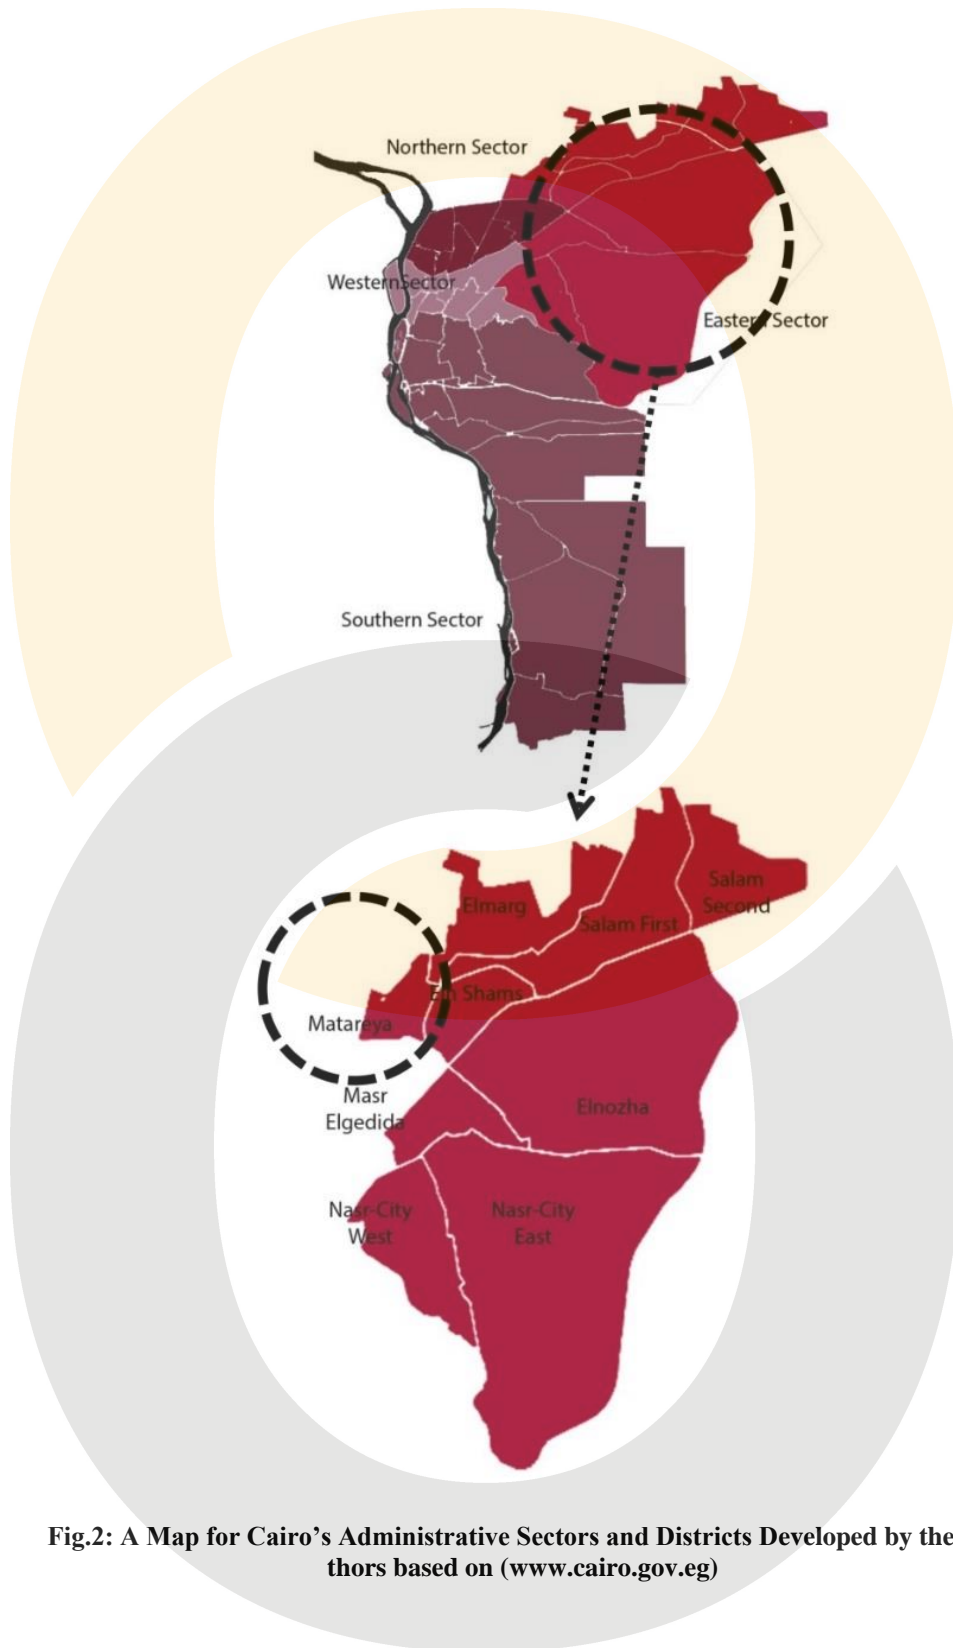 Northern Sector
WesternSector
Eastern Sector
Southern Sector
Salam
Second
Elmarg
Salam First
Ein Shams
Matareya
Masr
Elgedida
Elnozha
Nasr-City
West
Nasr-City
East
Fig.2: A Map for Cairo’s Administrative Sectors and Districts Developed by the
thors based on (www.cairo.gov.eg)